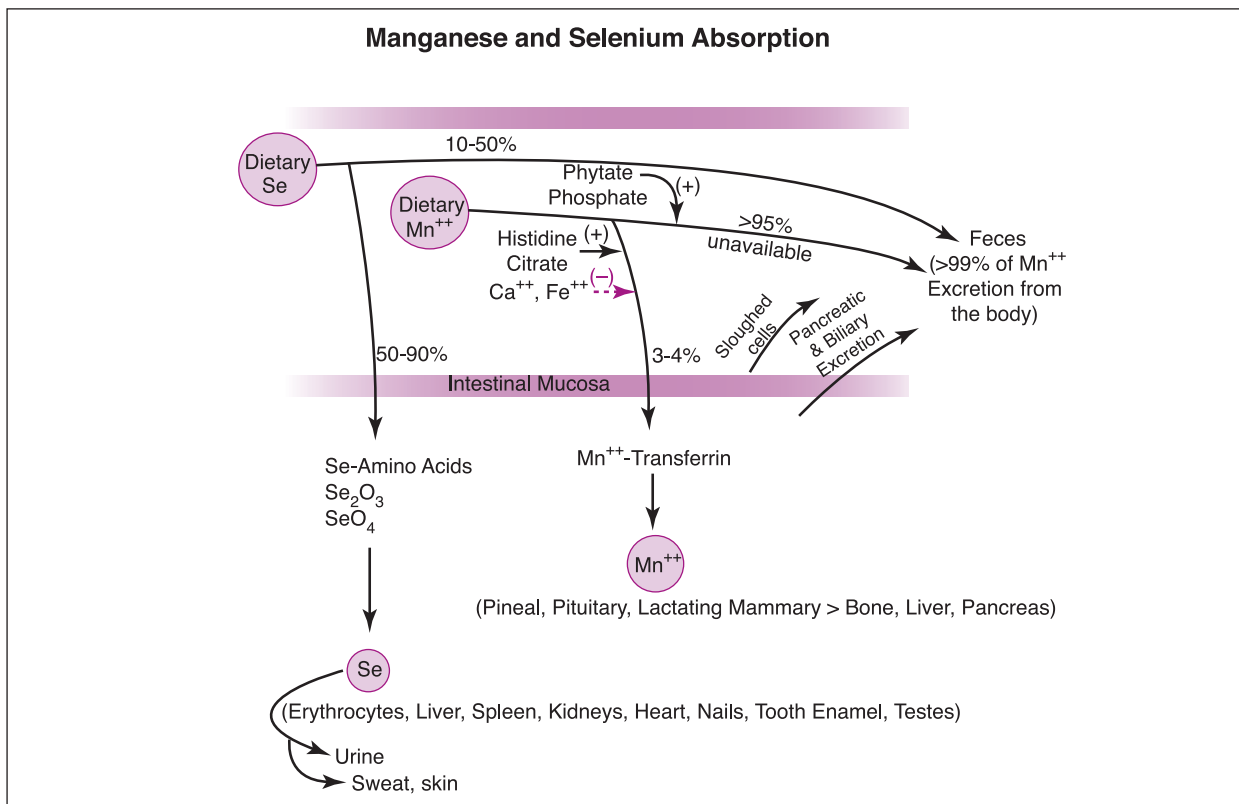 Manganese and Selenium Absorption
10-50%
Dietary
Se
Phytate
Phosphate
(+)
Dietary
Mn⁺⁺
>95%
unavailable
Histidine
Citrate
(+)
Ca⁺⁺, Fe⁺⁺
(–)
Feces
(>99% of Mn⁺⁺
Excretion from
the body)
Sloughed
cells
Pancreatic
& Biliary
Excretion
50-90%
3-4%
Intestinal Mucosa
Se-Amino Acids
Se₂O₃
SeO₄
Mn⁺⁺-Transferrin
Mn⁺⁺
(Pineal, Pituitary, Lactating Mammary > Bone, Liver, Pancreas)
Se
(Erythrocytes, Liver, Spleen, Kidneys, Heart, Nails, Tooth Enamel, Testes)
Urine
Sweat, skin